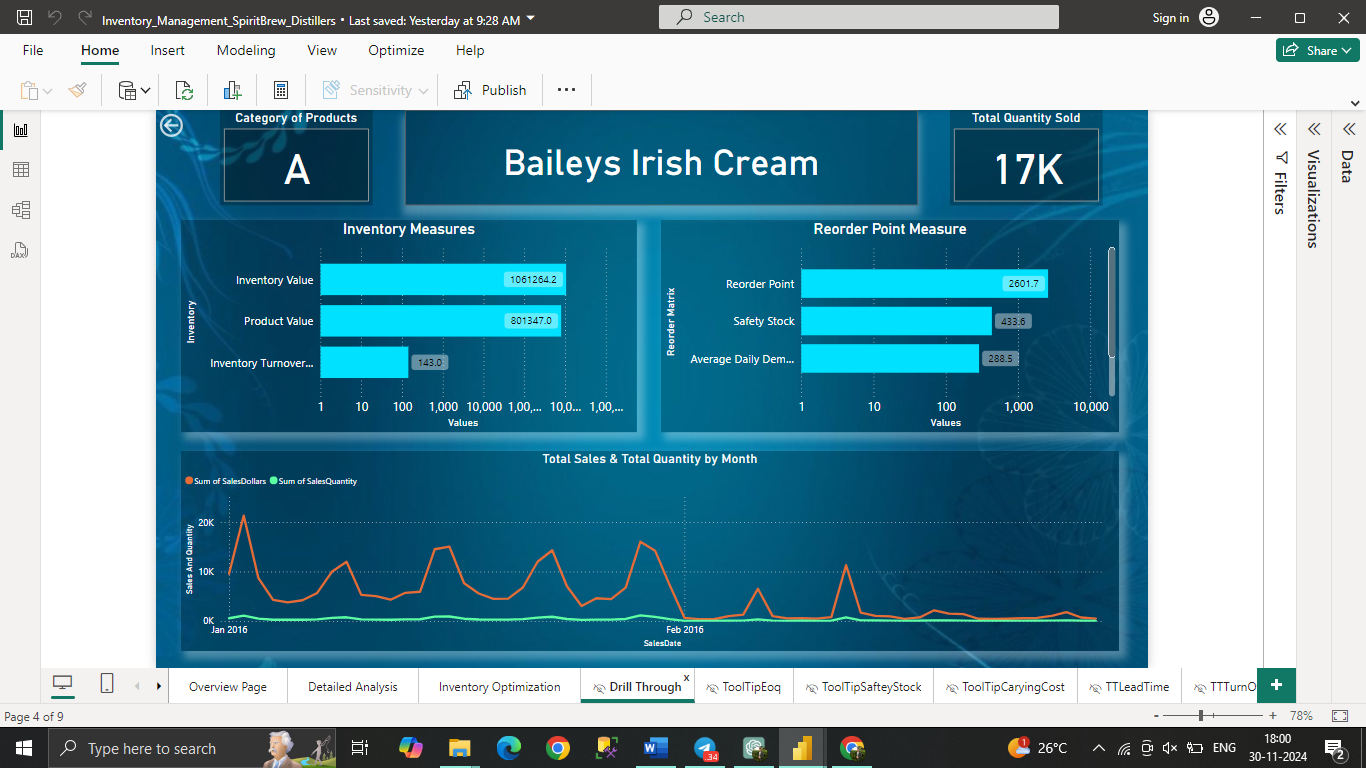 Inventory_Management_SpiritBrew_Distillers • Last saved: Yesterday at 9:28 AM
Search
Sign in
File Home Insert Modeling View Optimize Help
Share
Sensitivity
Publish
Category of Products
A
Baileys Irish Cream
Total Quantity Sold
17K
Filters
Visualizations
Data
DAX
Inventory Measures
Inventory
Inventory Value
1061264.2
Product Value
801347.0
Inventory Turnover...
143.0
1 10 100 1,000 10,000 1,00,... 10,0... 1,00,...
Values
Reorder Point Measure
Reorder Matrix
Reorder Point
2601.7
Safety Stock
433.6
Average Daily Dem...
288.5
1 10 100 1,000 10,000
Values
Total Sales & Total Quantity by Month
Sum of SalesDollars Sum of SalesQuantity
Sales And Quantity
20K
10K
0K
Jan 2016 Feb 2016
SalesDate
Overview Page Detailed Analysis Inventory Optimization Drill Through x ToolTipEoq ToolTipSafteyStock ToolTipCaryingCost TTLeadTime TTTurnO
Page 4 of 9
- + 78%
Type here to search
.34
1
26°C
ENG
18:00
30-11-2024
2